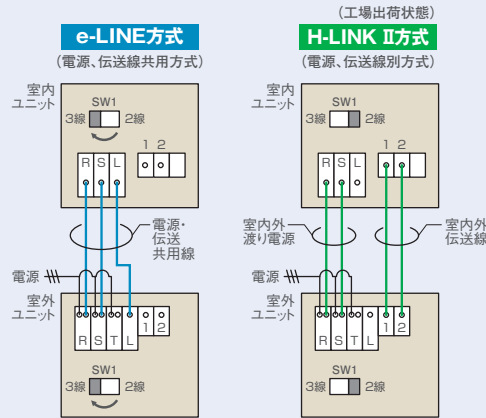 e-LINE方式
(電源、伝送線共用方式)
室内
ユニット
SW1
3線 2線
R S L 1 2
電源・
伝送
共用線
電源
室外
ユニット
R S T L 1 2
SW1
3線 2線
(工場出荷状態)
H-LINK Ⅱ方式
(電源、伝送線別方式)
室内
ユニット
SW1
3線 2線
R S L 1 2
室内外
渡り電源
室内外
伝送線
電源
室外
ユニット
R S T L 1 2
SW1
3線 2線